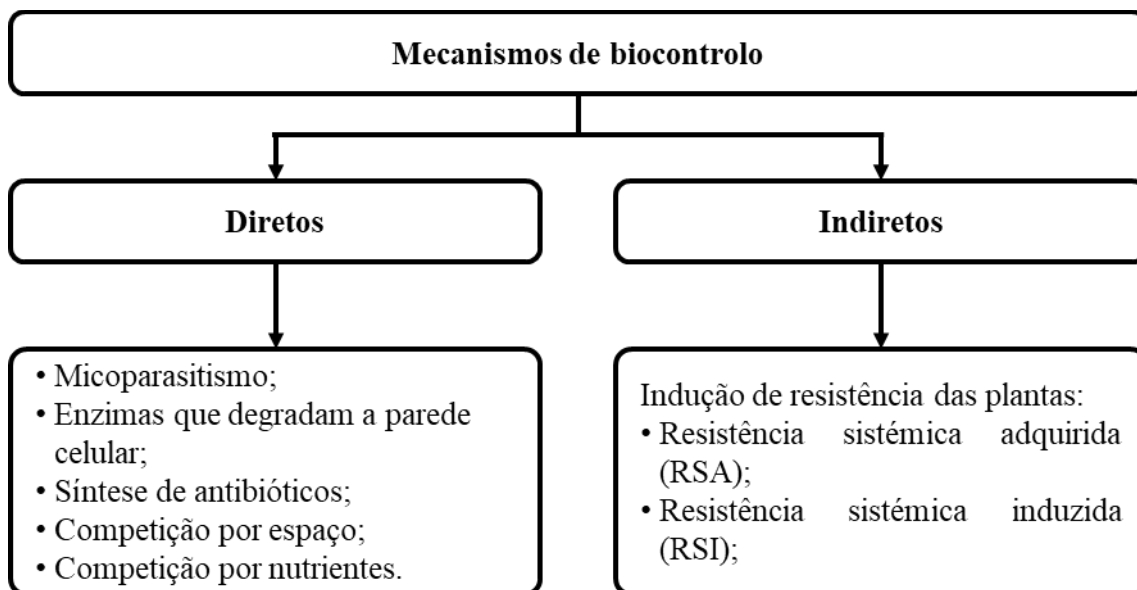 Mecanismos de biocontrolo
Diretos
Indiretos
• Micoparasitismo;
• Enzimas que degradam a parede
celular;
• Síntese de antibióticos;
• Competição por espaço;
• Competição por nutrientes.
Indução de resistência das plantas:
• Resistência sistémica adquirida
(RSA);
• Resistência sistémica induzida
(RSI);